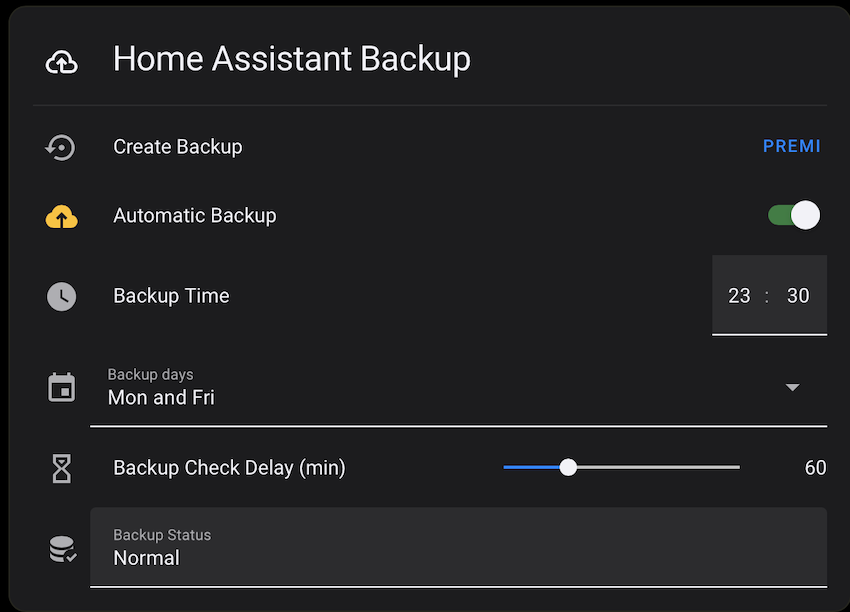 Home Assistant Backup
Create Backup PREMI
Automatic Backup
Backup Time 23 : 30
Backup days
Mon and Fri
Backup Check Delay (min) 60
Backup Status
Normal